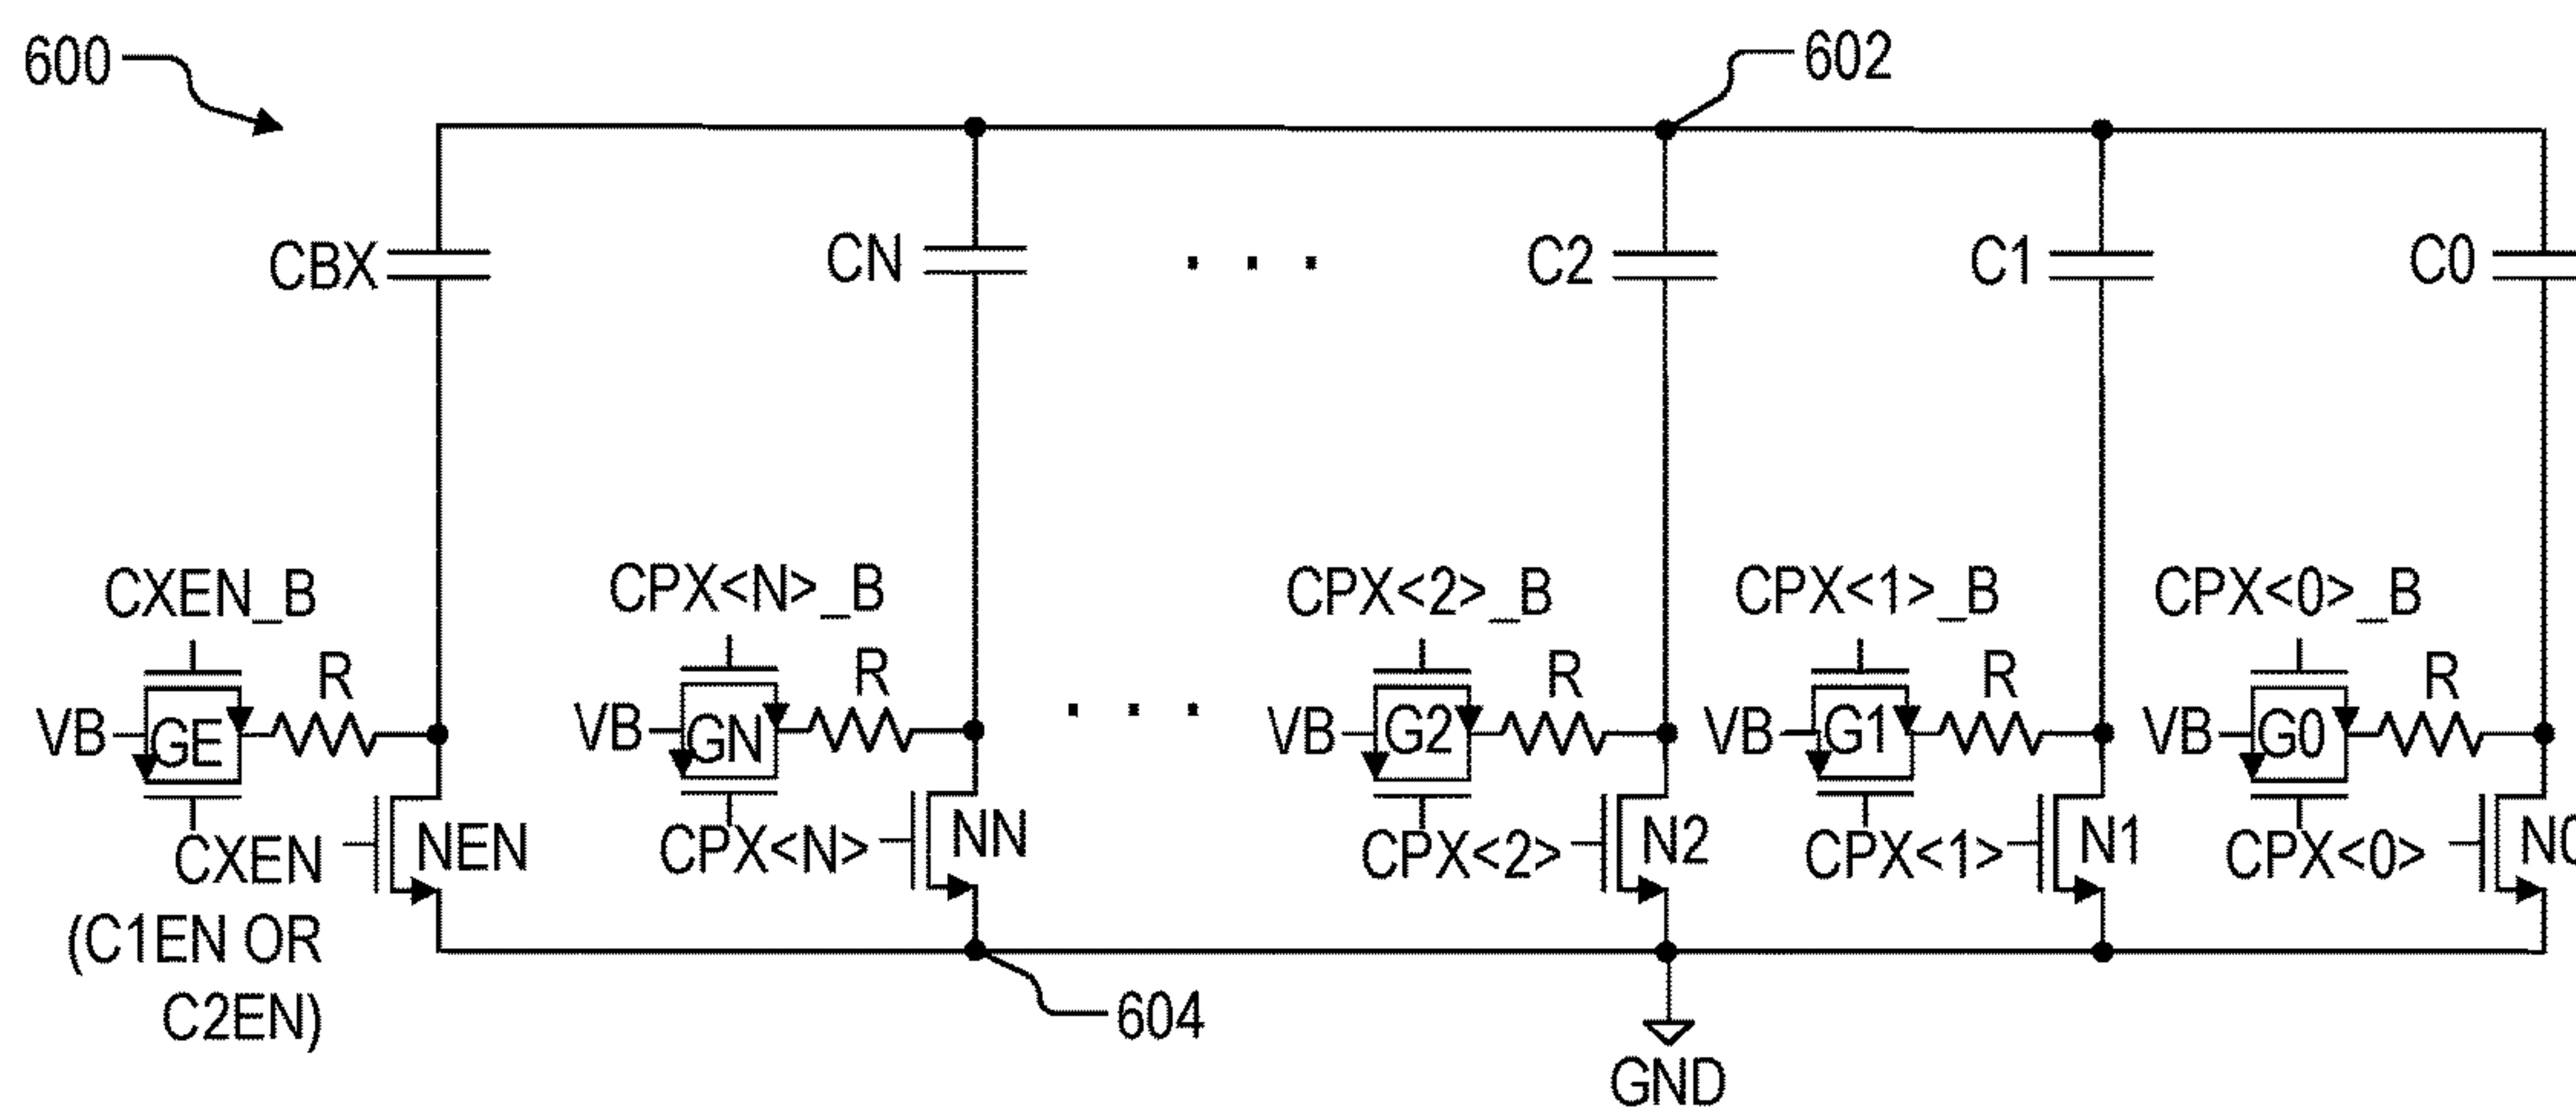 600
602
CBX
CN
C2
C1
C0
CXEN_B
CPX<N>_B
CPX<2>_B
CPX<1>_B
CPX<0>_B
R
R
R
R
R
VB
GE
VB
GN
VB
G2
VB
G1
VB
G0
CXEN
NEN
CPX<N>
NN
CPX<2>
N2
CPX<1>
N1
CPX<0>
N0
(C1EN OR
C2EN)
604
GND